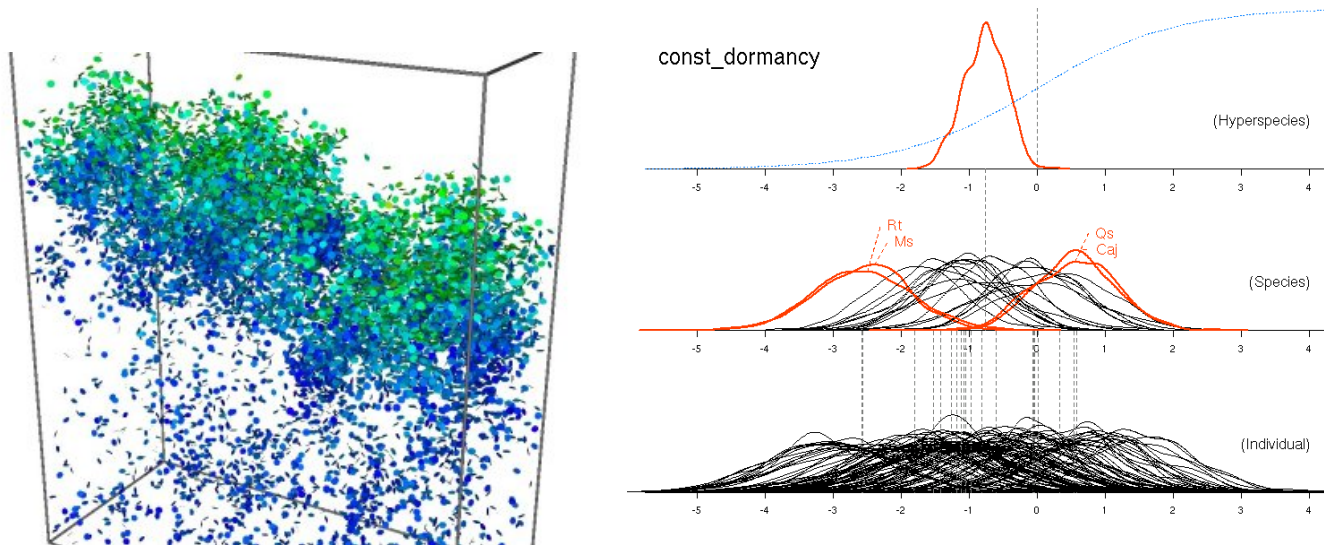 const_dormancy
(Hyperspecies)
-5 -4 -3 -2 -1 0 1 2 3 4
Rt
Ms
Qs
Caj
(Species)
-5 -4 -3 -2 -1 0 1 2 3 4
(Individual)
-5 -4 -3 -2 -1 0 1 2 3 4